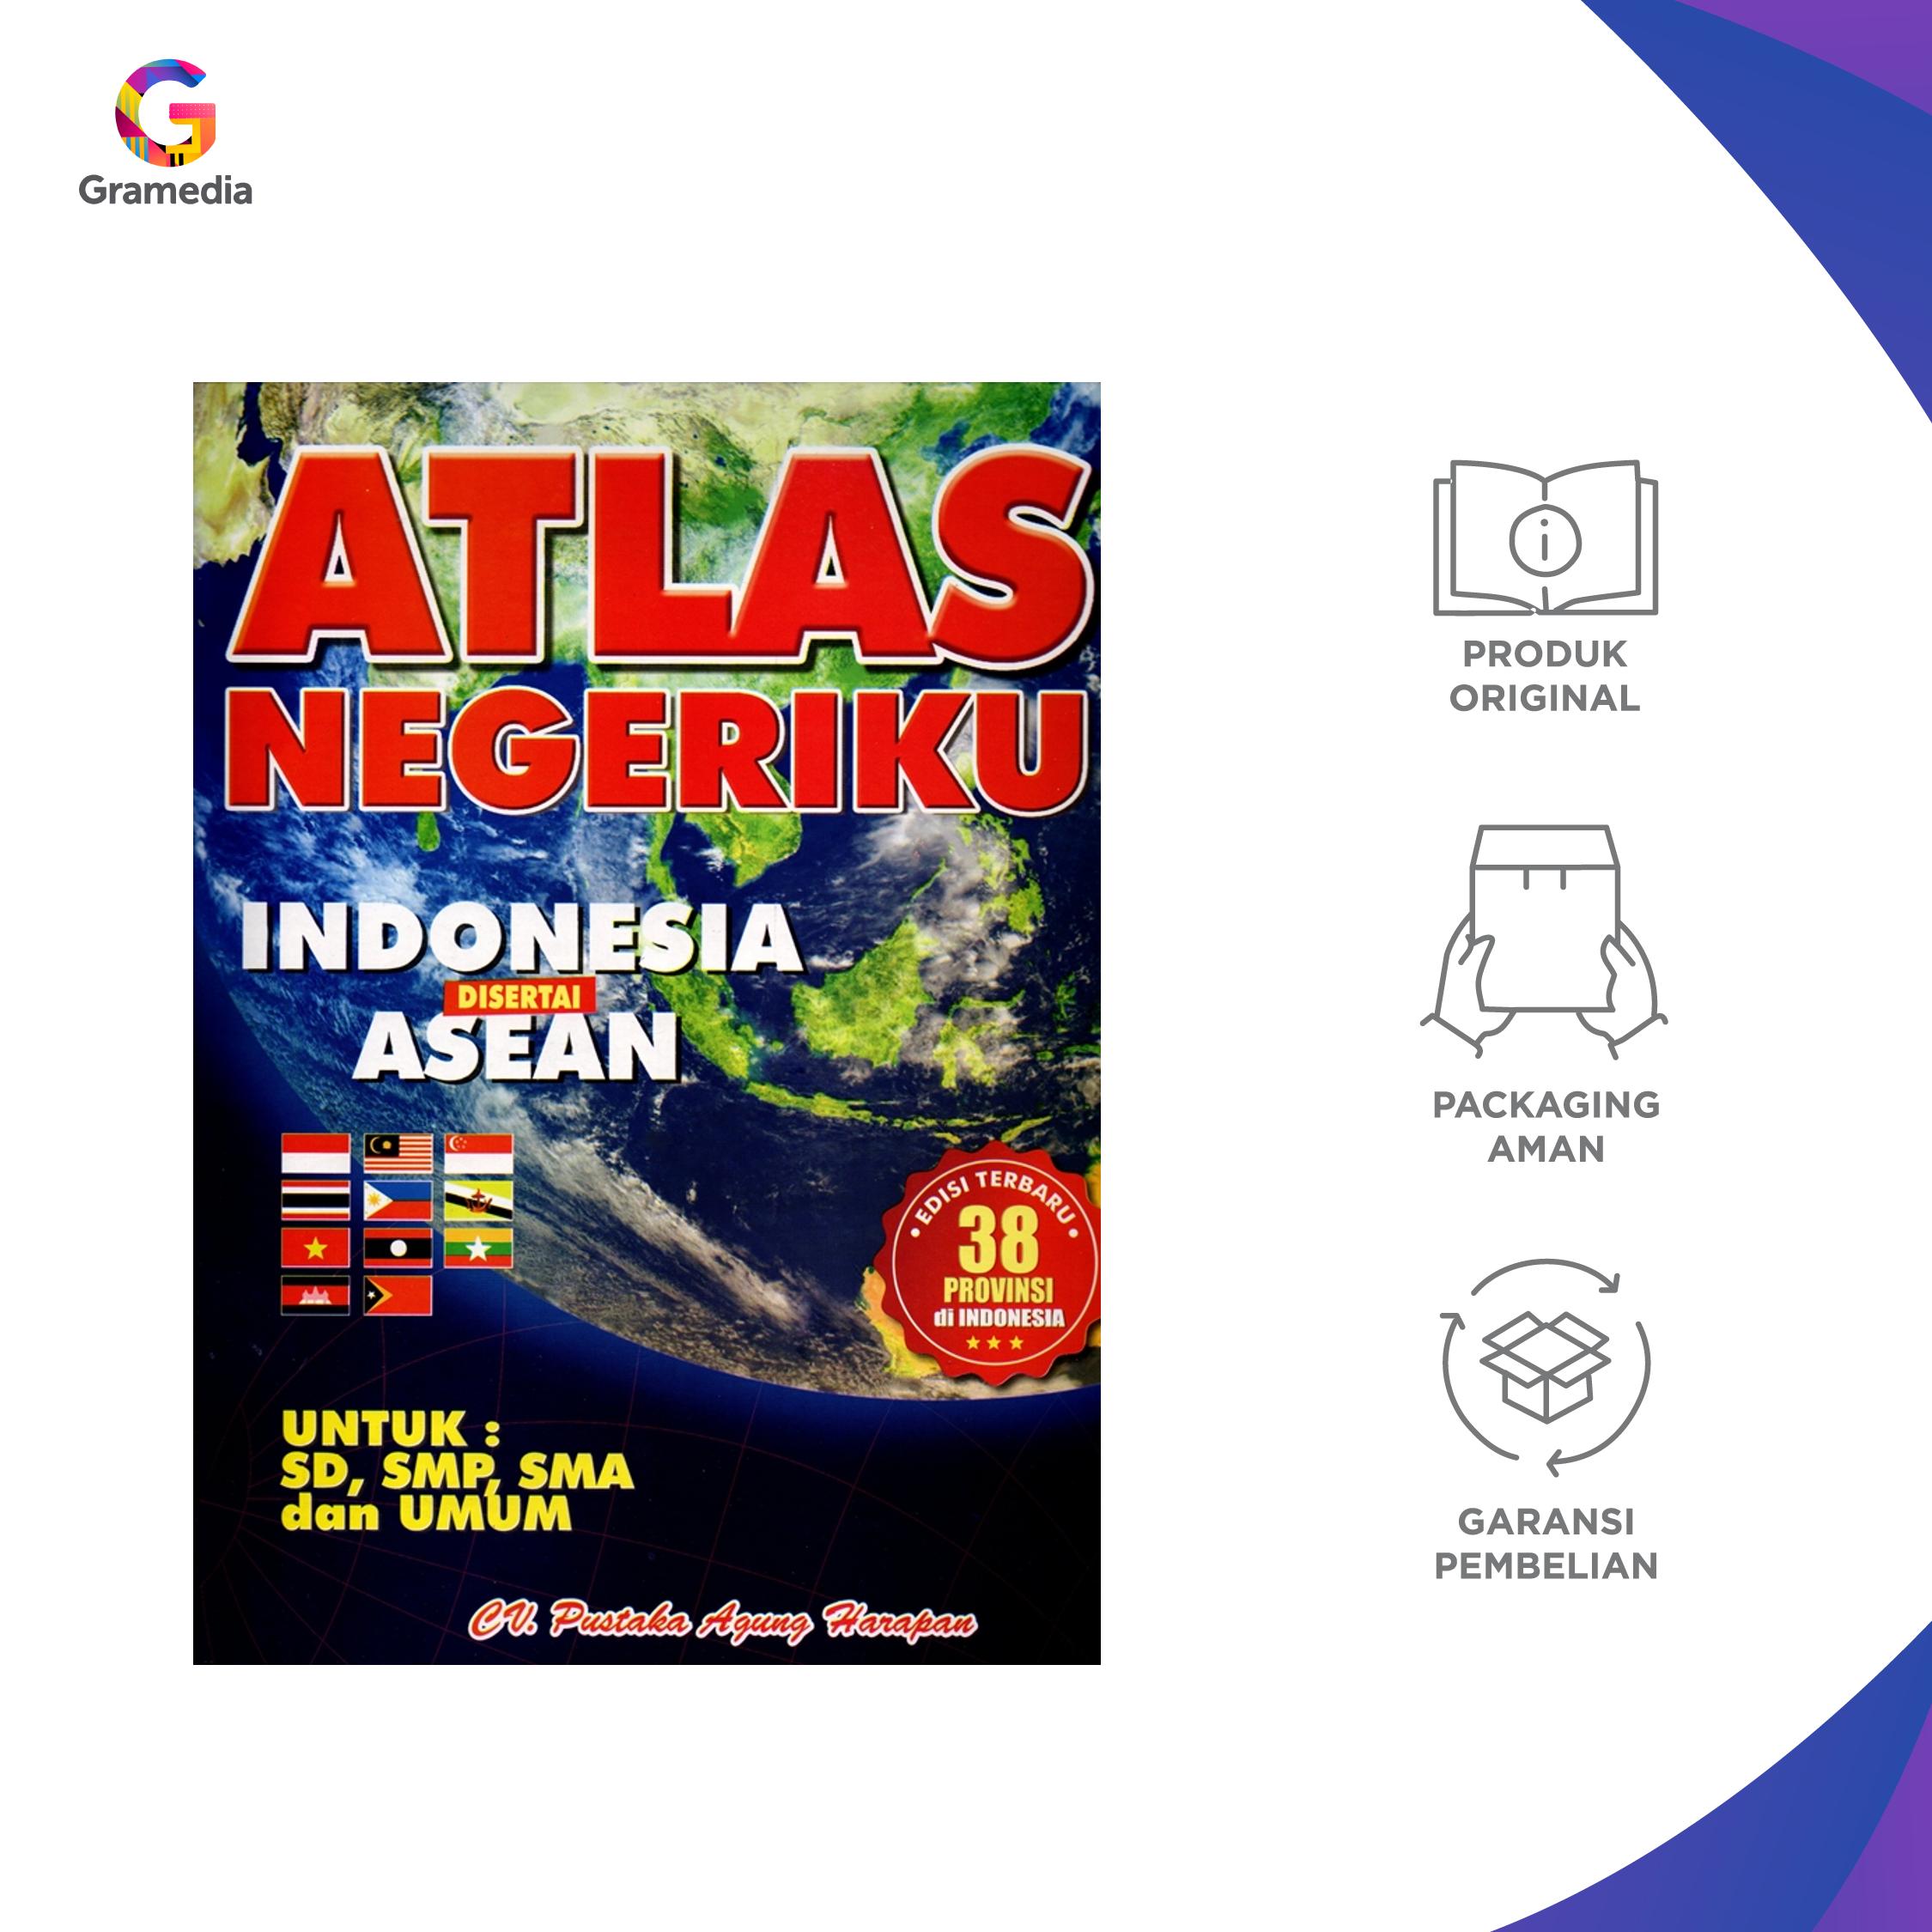 Gramedia
ATLAS
NEGERIKU
INDONESIA
DISERTAI
ASEAN
• EDISI TERBARU •
38
PROVINSI
di INDONESIA
UNTUK :
SD, SMP, SMA
dan UMUM
CV. Pustaka Agung Harapan
PRODUK
ORIGINAL
PACKAGING
AMAN
GARANSI
PEMBELIAN